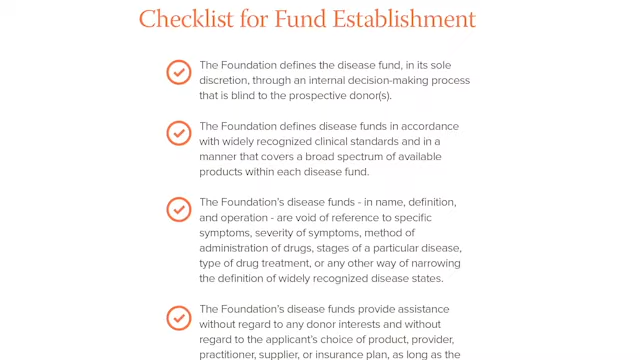 Checklist for Fund Establishment
The Foundation defines the disease fund, in its sole
discretion, through an internal decision-making process
that is blind to the prospective donor(s).
The Foundation defines disease funds in accordance
with widely recognized clinical standards and in a
manner that covers a broad spectrum of available
products within each disease fund.
The Foundation's disease funds - in name, definition,
and operation - are void of reference to specific
symptoms, severity of symptoms, method of
administration of drugs, stages of a particular disease,
type of drug treatment, or any other way of narrowing
the definition of widely recognized disease states.
The Foundation's disease funds provide assistance
without regard to any donor interests and without
regard to the applicant's choice of product, provider,
practitioner, supplier, or insurance plan, as long as the